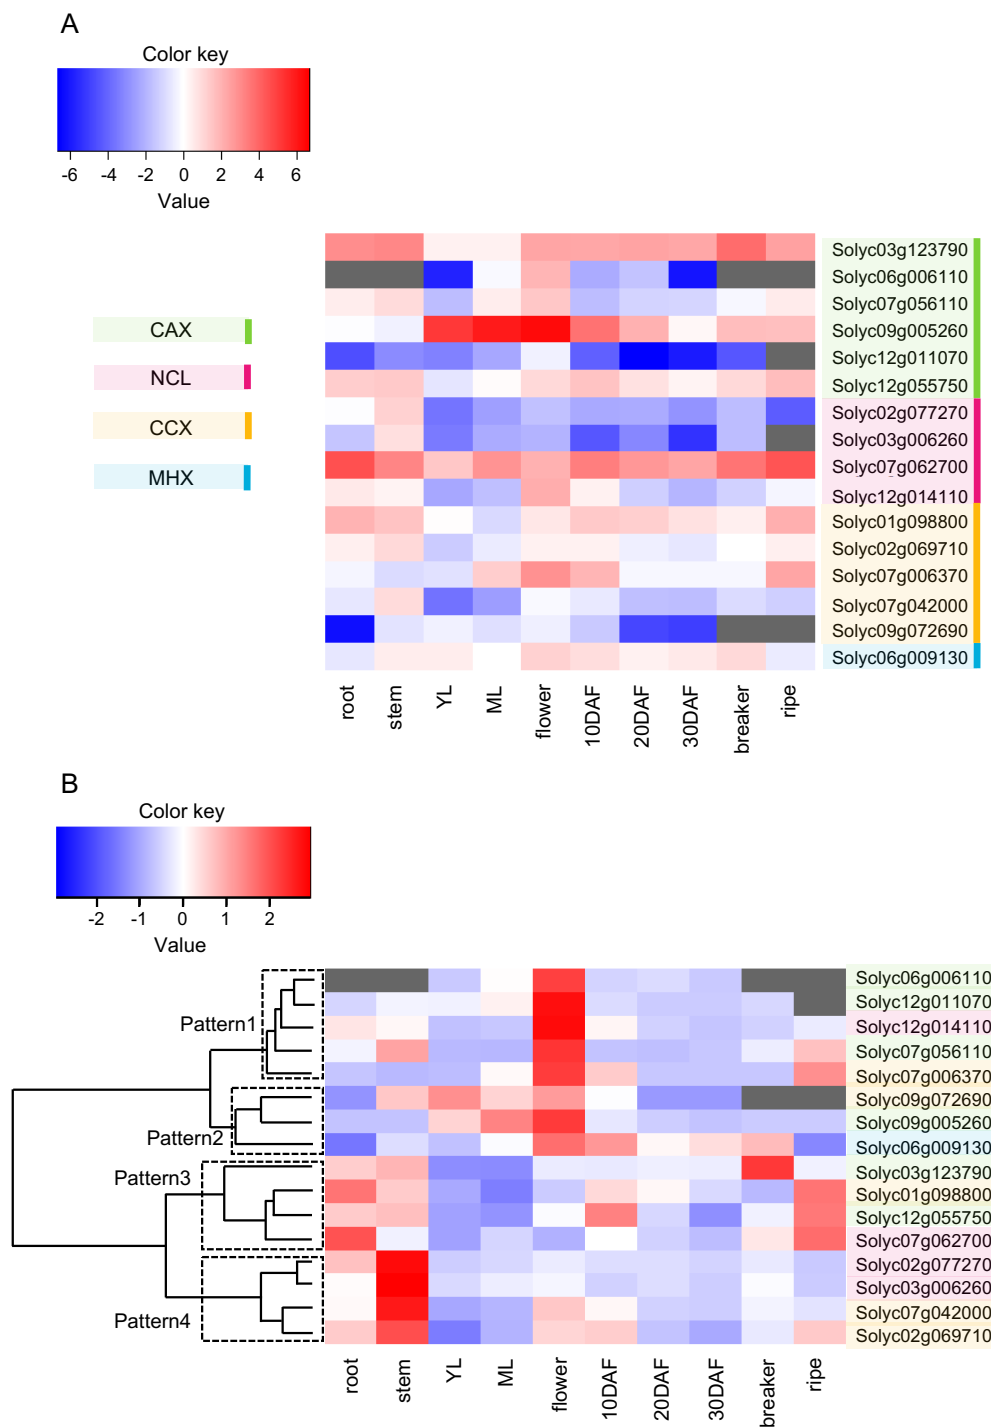 A
Color key
-6 -4 -2 0 2 4 6
Value
CAX
NCL
CCX
MHX
Solyc03g123790
Solyc06g006110
Solyc07g056110
Solyc09g005260
Solyc12g011070
Solyc12g055750
Solyc02g077270
Solyc03g006260
Solyc07g062700
Solyc12g014110
Solyc01g098800
Solyc02g069710
Solyc07g006370
Solyc07g042000
Solyc09g072690
Solyc06g009130
root stem YL ML flower 10DAF 20DAF 30DAF breaker ripe
B
Color key
-2 -1 0 1 2
Value
Pattern1
Pattern2
Pattern3
Pattern4
Solyc06g006110
Solyc12g011070
Solyc12g014110
Solyc07g056110
Solyc07g006370
Solyc09g072690
Solyc09g005260
Solyc06g009130
Solyc03g123790
Solyc01g098800
Solyc12g055750
Solyc07g062700
Solyc02g077270
Solyc03g006260
Solyc07g042000
Solyc02g069710
root stem YL ML flower 10DAF 20DAF 30DAF breaker ripe